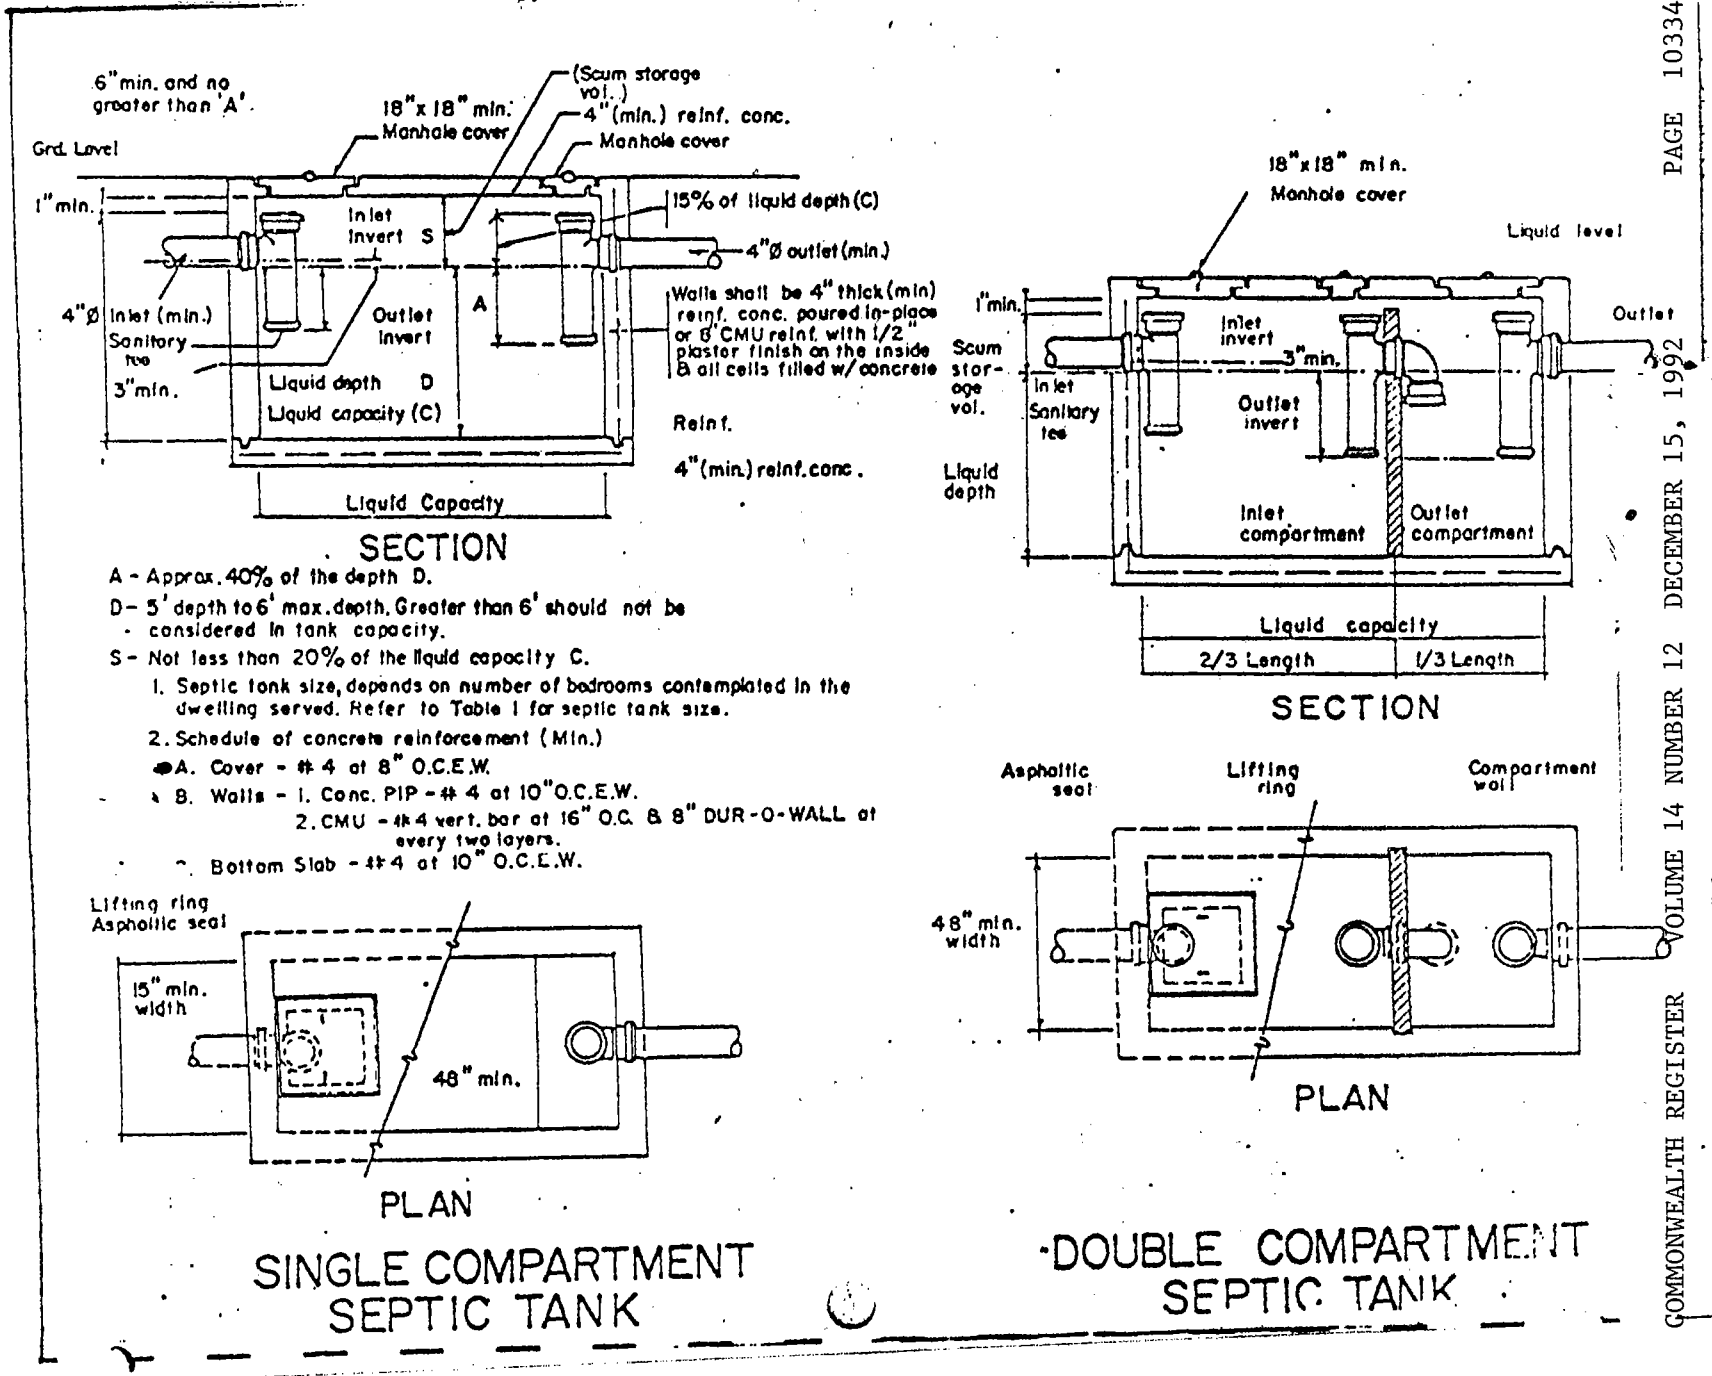 6" min. and no
greater than 'A'.
18" x 18" min.
Manhole cover
(Scum storage
vol.)
4" (min.) reinf. conc.
Manhole cover
Grd. Level
1" min.
Inlet
Invert S
15% of liquid depth (C)
4"Ø outlet (min.)
4"Ø Inlet (min.)
Sanitary
tee
3" min.
A
Outlet
Invert
Walls shall be 4" thick (min)
reinf. conc. poured in-place
or 8" CMU reinf. with 1/2"
plaster finish on the inside
& all cells filled w/ concrete
Liquid depth D
Liquid capacity (C)
Reinf.
4" (min.) reinf. conc.
Liquid Capacity
SECTION
A - Approx. 40% of the depth D.
D - 5' depth to 6' max. depth. Greater than 6' should not be
considered in tank capacity.
S - Not less than 20% of the liquid capacity C.
1. Septic tank size, depends on number of bedrooms contemplated in the
dwelling served. Refer to Table 1 for septic tank size.
2. Schedule of concrete reinforcement (Min.)
A. Cover - # 4 at 8" O.C.E.W.
B. Walls - 1. Conc. PIP - # 4 at 10" O.C.E.W.
2. CMU - #4 vert. bar at 16" O.C. & 8" DUR-O-WALL at
every two layers.
Bottom Slab - #4 at 10" O.C.E.W.
Lifting ring
Asphaltic seal
15" min.
width
48" min.
PLAN
SINGLE COMPARTMENT
SEPTIC TANK
18" x 18" min.
Manhole cover
Liquid level
1" min.
Outlet
Inlet
invert
3" min.
Scum
stor-
age
vol.
Inlet
Sanitary
tee
Outlet
invert
Liquid
depth
Inlet
compartment
Outlet
compartment
Liquid capacity
2/3 Length
1/3 Length
SECTION
Asphaltic
seal
Lifting
ring
Compartment
wall
48" min.
width
PLAN
DOUBLE COMPARTMENT
SEPTIC TANK
COMMONWEALTH REGISTER VOLUME 14 NUMBER 12 DECEMBER 15, 1992 PAGE 10334